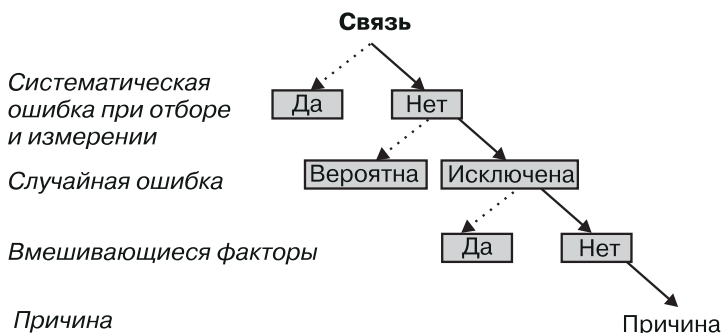 Связь
Систематическая
ошибка при отборе
и измерении
Да
Нет
Случайная ошибка
Вероятна
Исключена
Вмешивающиеся факторы
Да
Нет
Причина
Причина